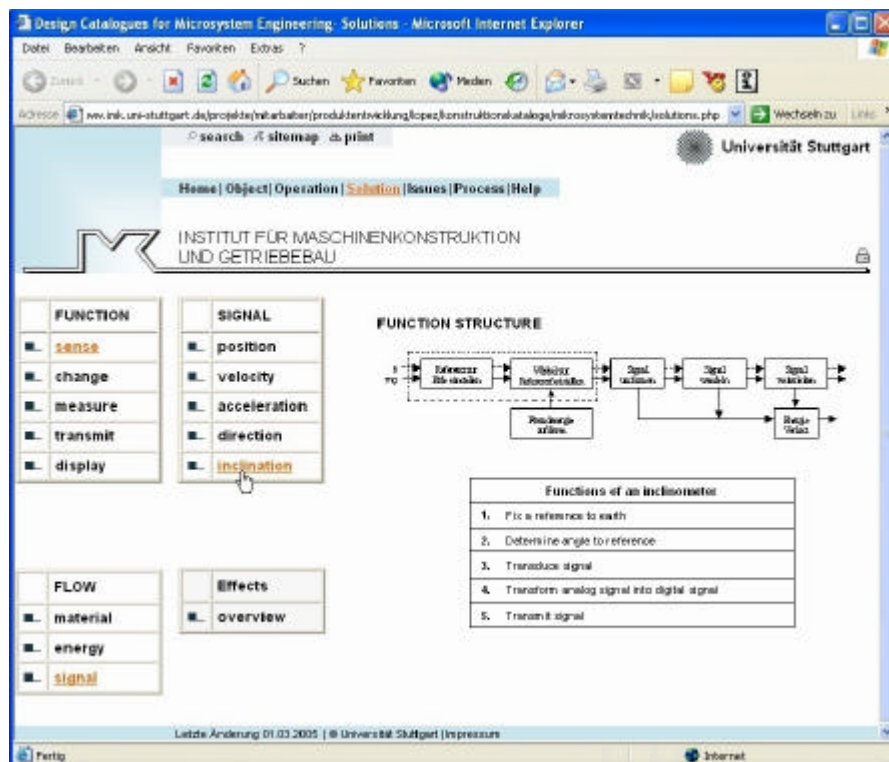 Design Catalogues for Microsystem Engineering- Solutions - Microsoft Internet Explorer
Datei Bearbeiten Ansicht Favoriten Extras ?
Zurück Suchen Favoriten Medien
Adresse Wechseln zu Links
search sitemap print
Universität Stuttgart
Home| Object| Operation |Solution |Issues |Process |Help
INSTITUT FÜR MASCHINENKONSTRUKTION
UND GETRIEBEBAU
FUNCTION
sense
change
measure
transmit
display
SIGNAL
position
velocity
acceleration
direction
inclination
FUNCTION STRUCTURE
Signal
Signal
Signal
Functions of an inclinometer
1. Fix a reference to earth
2. Determine angle to reference
3. Transduce signal
4. Transform analog signal into digital signal
5. Transmit signal
FLOW
material
energy
signal
Effects
overview
Letzte Änderung 01.03.2005 | © Universität Stuttgart | Impressum
Fertig
Internet